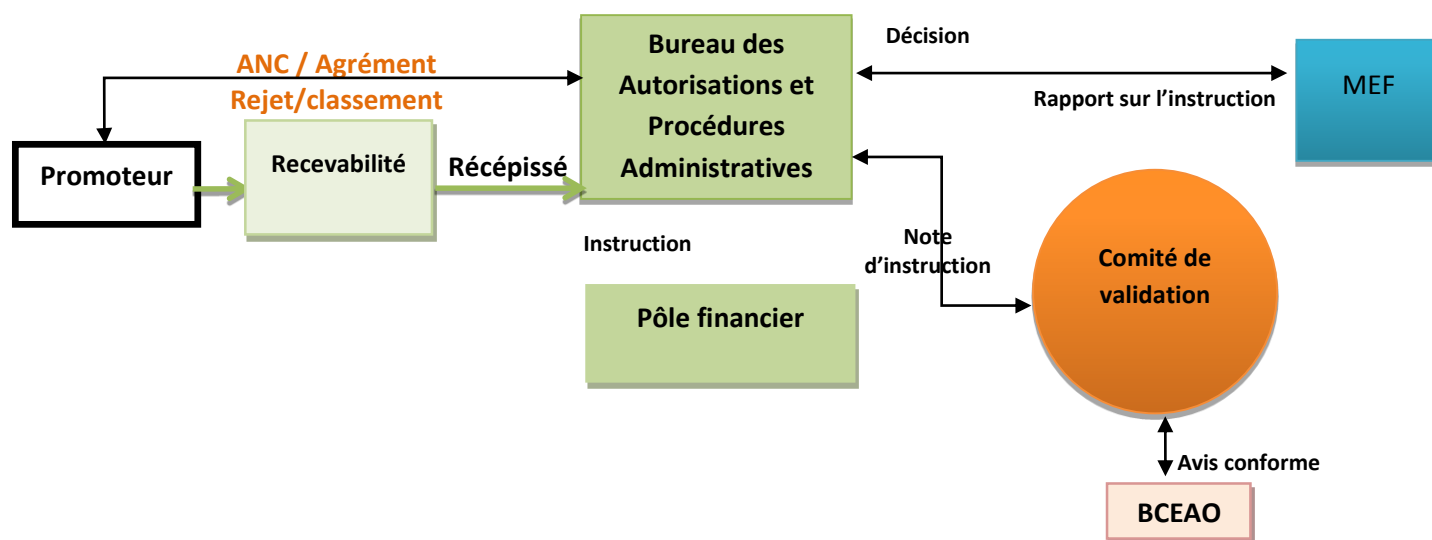 ANC / Agrément
Rejet/classement
Promoteur
Recevabilité
Récépissé
Bureau des
Autorisations et
Procédures
Administratives
Décision
Rapport sur l’instruction
MEF
Instruction
Pôle financier
Note
d’instruction
Comité de
validation
Avis conforme
BCEAO